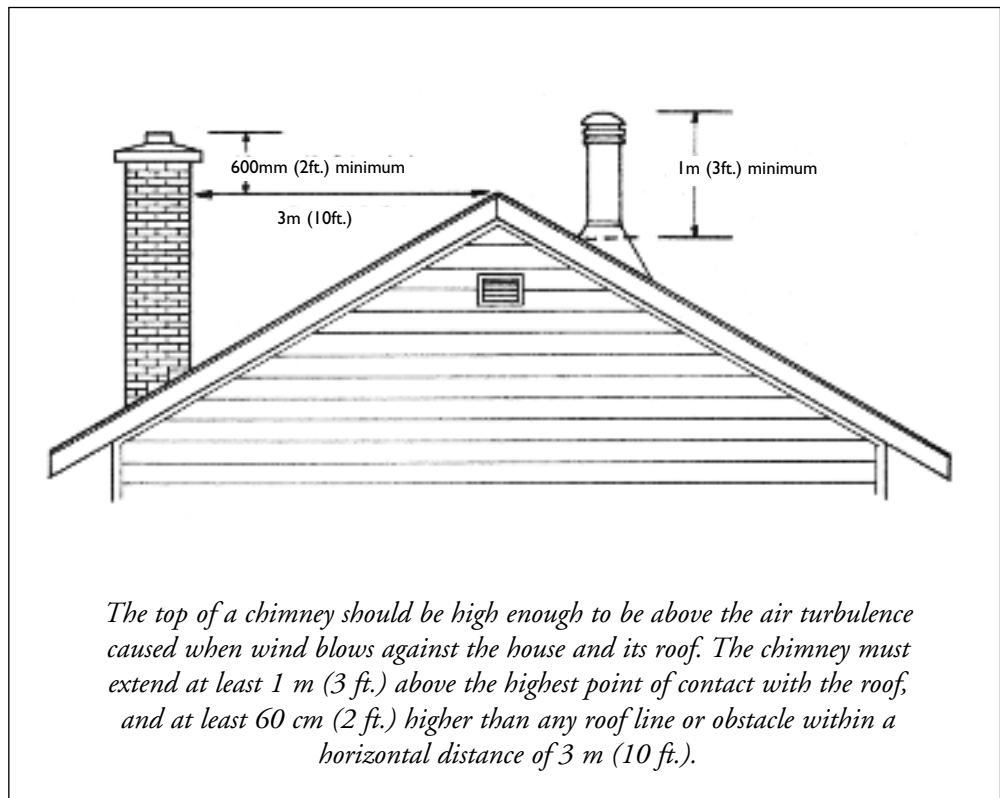 600mm (2ft.) minimum
3m (10ft.)
1m (3ft.) minimum
The top of a chimney should be high enough to be above the air turbulence
caused when wind blows against the house and its roof. The chimney must
extend at least 1 m (3 ft.) above the highest point of contact with the roof,
and at least 60 cm (2 ft.) higher than any roof line or obstacle within a
horizontal distance of 3 m (10 ft.).